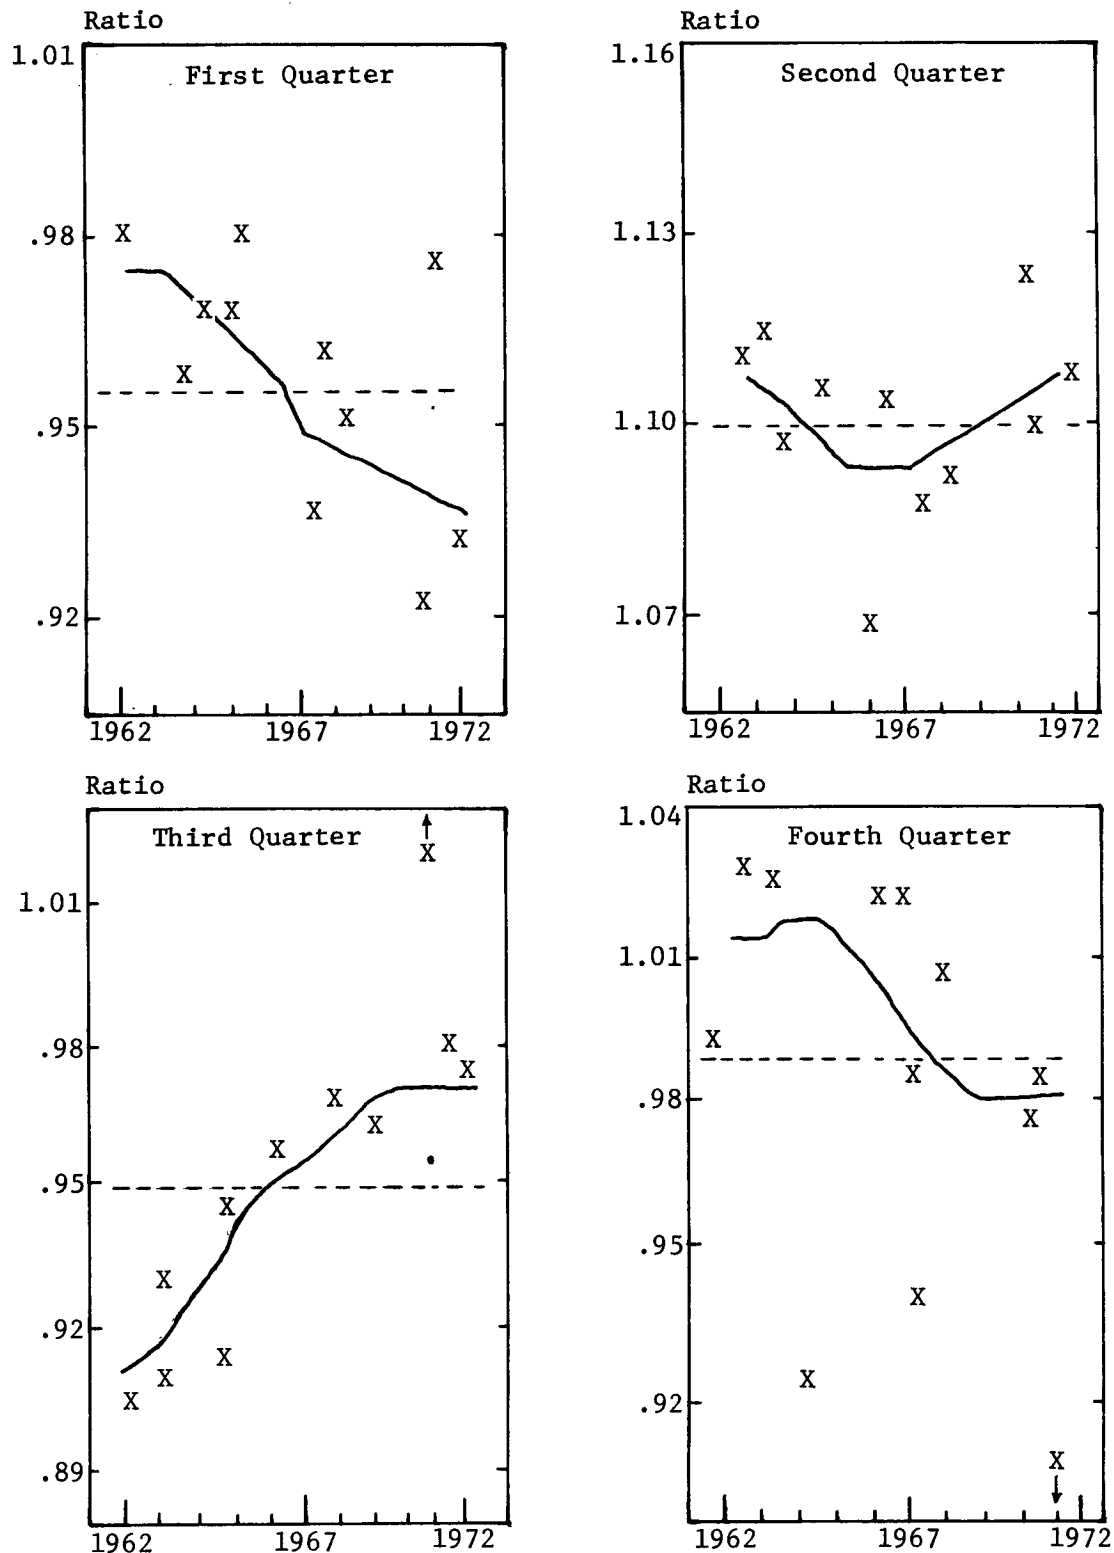 Ratio
1.01
First Quarter
.98
.95
.92
1962 1967 1972
Ratio
1.16
Second Quarter
1.13
1.10
1.07
1962 1967 1972
Ratio
Third Quarter
1.01
.98
.95
.92
.89
1962 1967 1972
Ratio
1.04
Fourth Quarter
1.01
.98
.95
.92
1962 1967 1972